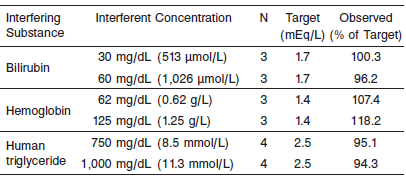 Interfering Substance Interferent Concentration N Target (mEq/L) Observed (% of Target)
Bilirubin 30 mg/dL (513 µmol/L) 3 1.7 100.3
60 mg/dL (1,026 µmol/L) 3 1.7 96.2
Hemoglobin 62 mg/dL (0.62 g/L) 3 1.4 107.4
125 mg/dL (1.25 g/L) 3 1.4 118.2
Human triglyceride 750 mg/dL (8.5 mmol/L) 4 2.5 95.1
1,000 mg/dL (11.3 mmol/L) 4 2.5 94.3